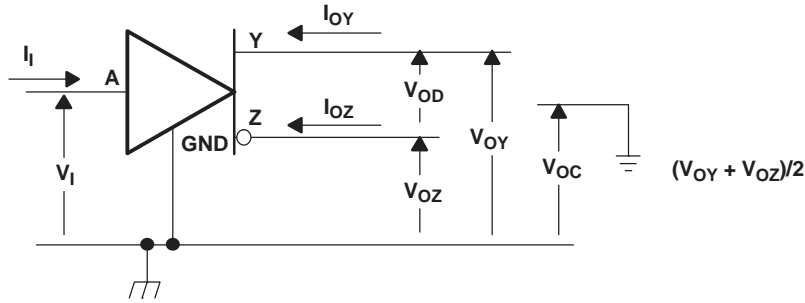 I_OY
I_I
Y
A
V_OD
I_OZ
Z
GND
V_OY
V_I
V_OZ
V_OC
(V_OY + V_OZ)/2